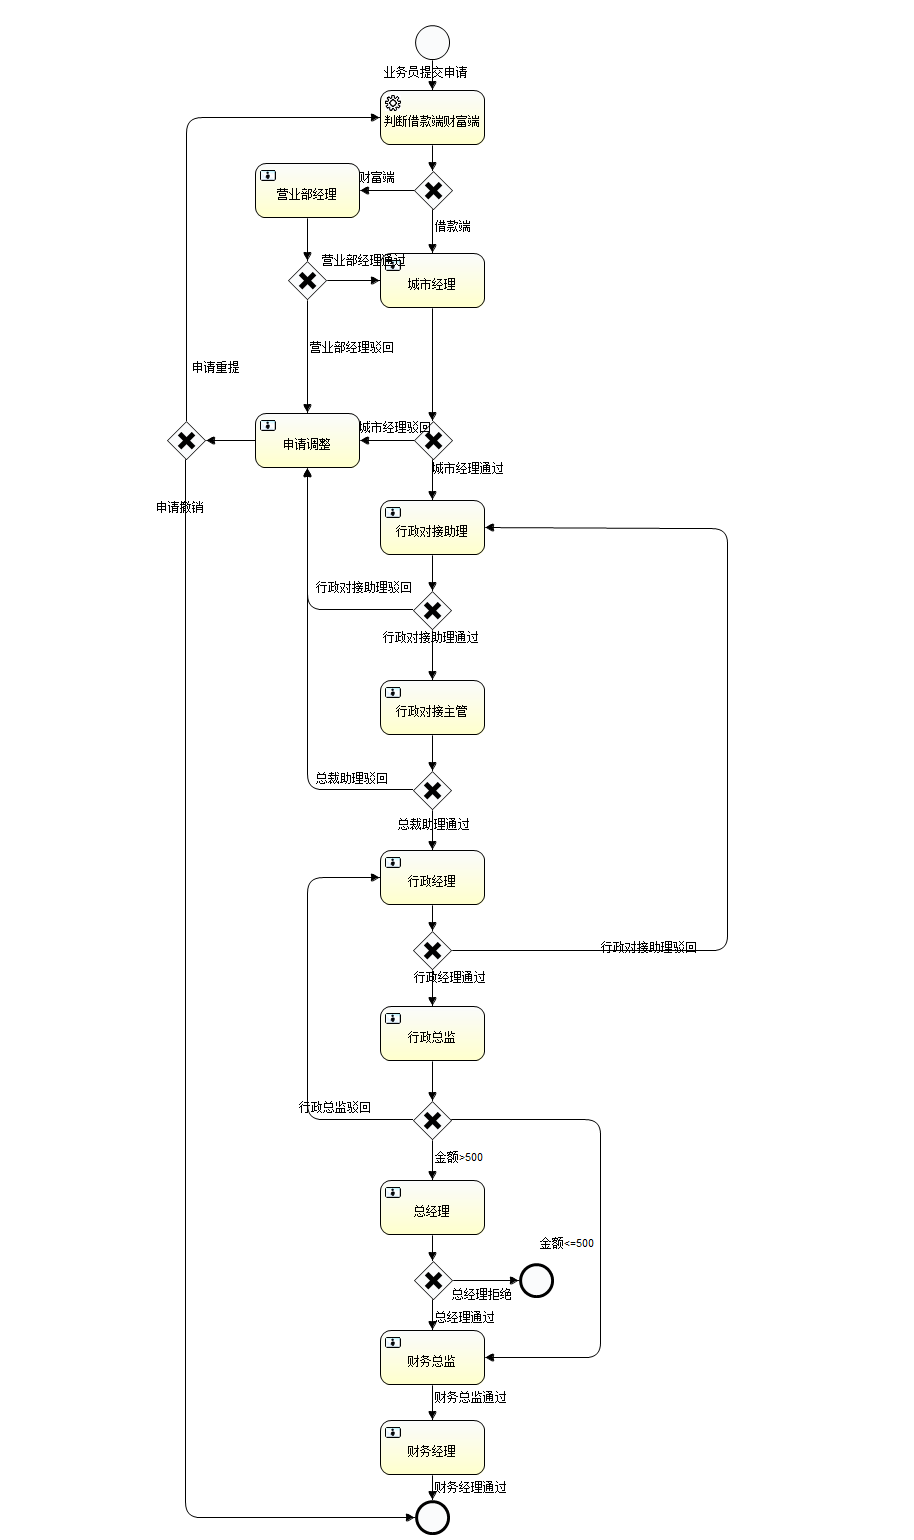 业务员提交申请
判断借款端财富端
财富端
营业部经理
借款端
营业部经理通过
城市经理
营业部经理驳回
申请重提
城市经理驳回
申请调整
城市经理通过
申请撤销
行政对接助理
行政对接助理驳回
行政对接助理通过
行政对接主管
总裁助理驳回
总裁助理通过
行政经理
行政对接助理驳回
行政经理通过
行政总监
行政总监驳回
金额>500
总经理
金额<=500
总经理拒绝
总经理通过
财务总监
财务总监通过
财务经理
财务经理通过